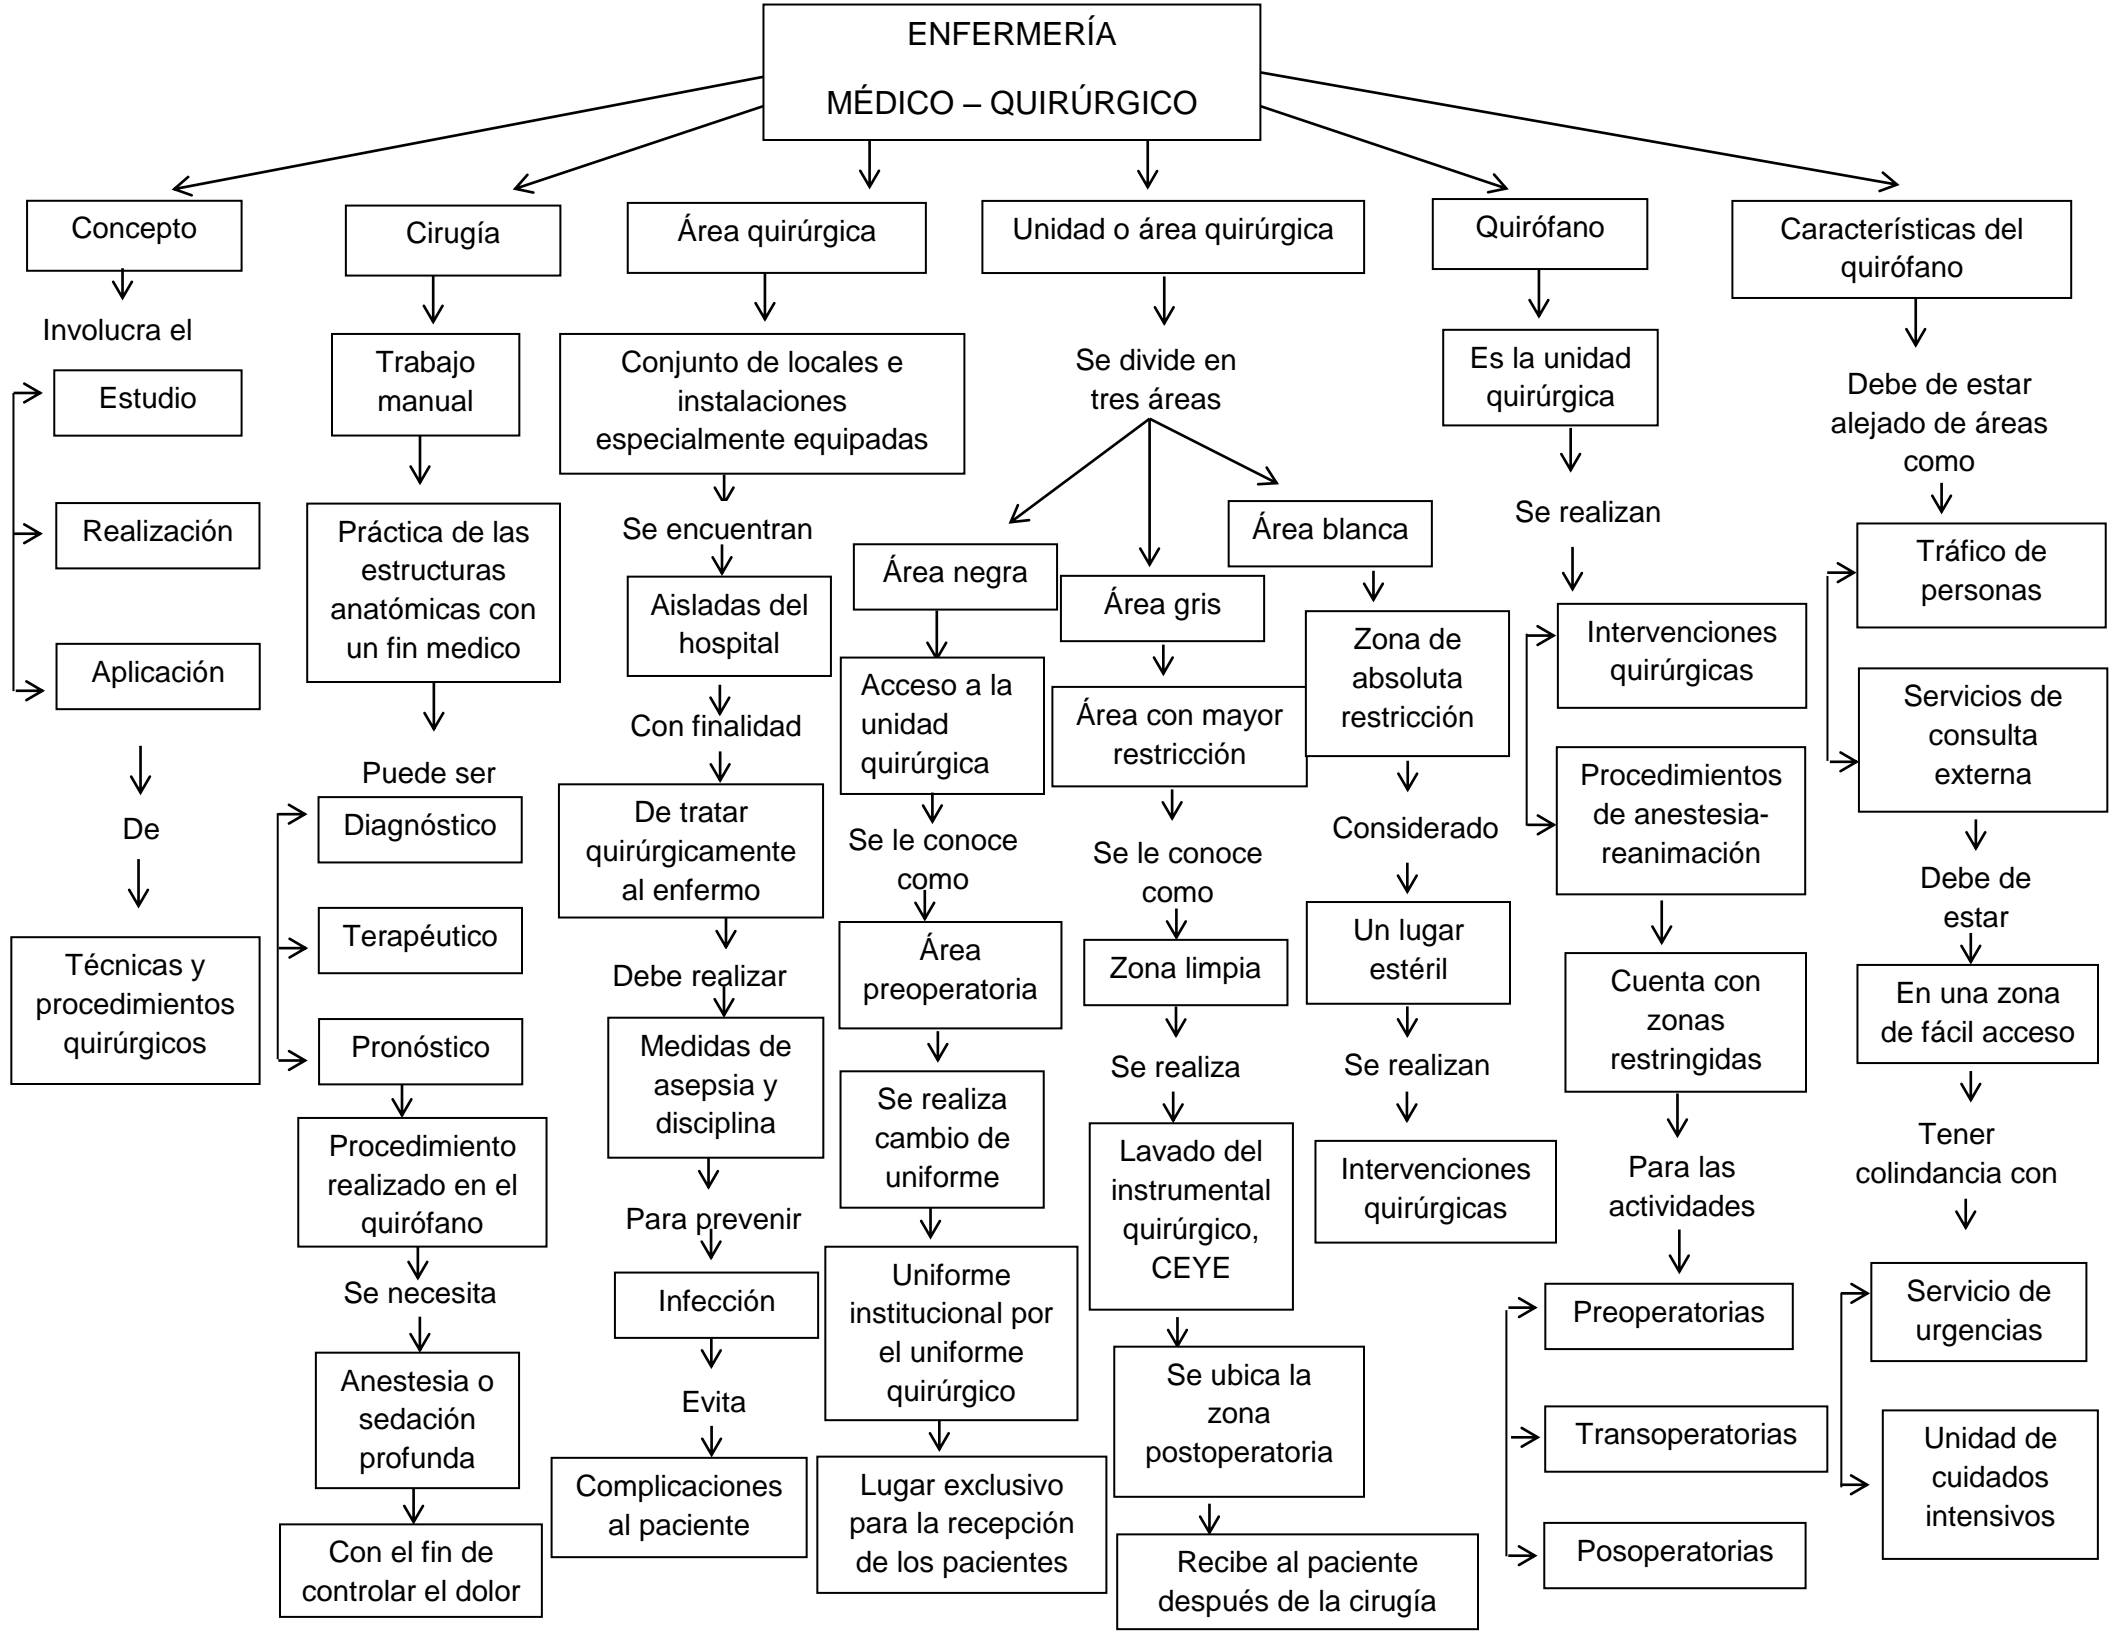 ENFERMERÍA
MÉDICO – QUIRÚRGICO
Concepto
Involucra el
Estudio
Realización
Aplicación
De
Técnicas y
procedimientos
quirúrgicos
Cirugía
Trabajo
manual
Práctica de las
estructuras
anatómicas con
un fin medico
Puede ser
Diagnóstico
Terapéutico
Pronóstico
Procedimiento
realizado en el
quirófano
Se necesita
Anestesia o
sedación
profunda
Con el fin de
controlar el dolor
Área quirúrgica
Conjunto de locales e
instalaciones
especialmente equipadas
Se encuentran
Aisladas del
hospital
Con finalidad
De tratar
quirúrgicamente
al enfermo
Debe realizar
Medidas de
asepsia y
disciplina
Para prevenir
Infección
Evita
Complicaciones
al paciente
Unidad o área quirúrgica
Se divide en
tres áreas
Área negra
Acceso a la
unidad
quirúrgica
Se le conoce
como
Área
preoperatoria
Se realiza
cambio de
uniforme
Uniforme
institucional por
el uniforme
quirúrgico
Lugar exclusivo
para la recepción
de los pacientes
Área gris
Área con mayor
restricción
Se le conoce
como
Zona limpia
Se realiza
Lavado del
instrumental
quirúrgico,
CEYE
Se ubica la
zona
postoperatoria
Recibe al paciente
después de la cirugía
Área blanca
Zona de
absoluta
restricción
Considerado
Un lugar
estéril
Se realizan
Intervenciones
quirúrgicas
Quirófano
Es la unidad
quirúrgica
Se realizan
Intervenciones
quirúrgicas
Procedimientos
de anestesia-
reanimación
Cuenta con
zonas
restringidas
Para las
actividades
Preoperatorias
Transoperatorias
Posoperatorias
Características del
quirófano
Debe de estar
alejado de áreas
como
Tráfico de
personas
Servicios de
consulta
externa
Debe de
estar
En una zona
de fácil acceso
Tener
colindancia con
Servicio de
urgencias
Unidad de
cuidados
intensivos